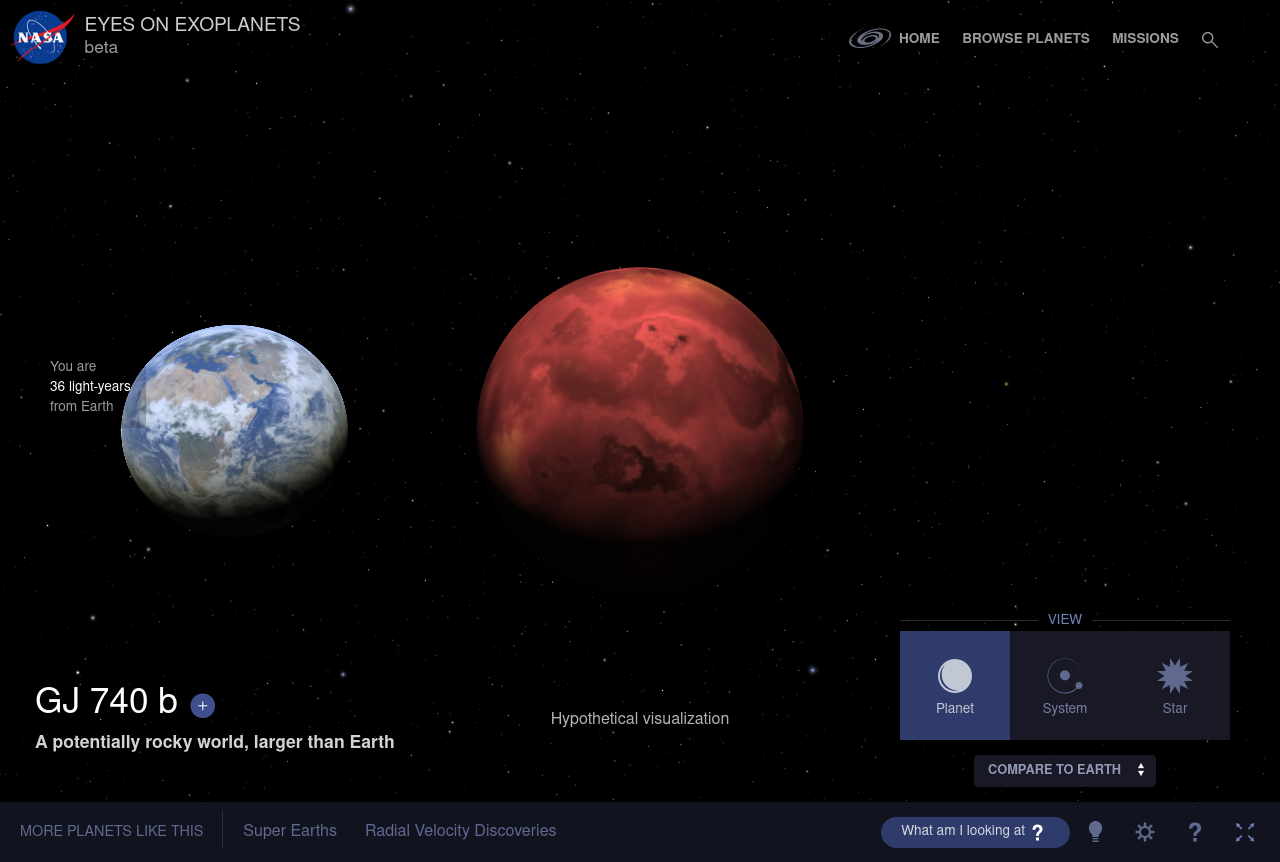 NASA
EYES ON EXOPLANETS
beta
HOME
BROWSE PLANETS
MISSIONS
You are
36 light-years
from Earth
VIEW
Planet
System
Star
GJ 740 b +
A potentially rocky world, larger than Earth
Hypothetical visualization
COMPARE TO EARTH
MORE PLANETS LIKE THIS
Super Earths
Radial Velocity Discoveries
What am I looking at ?
?